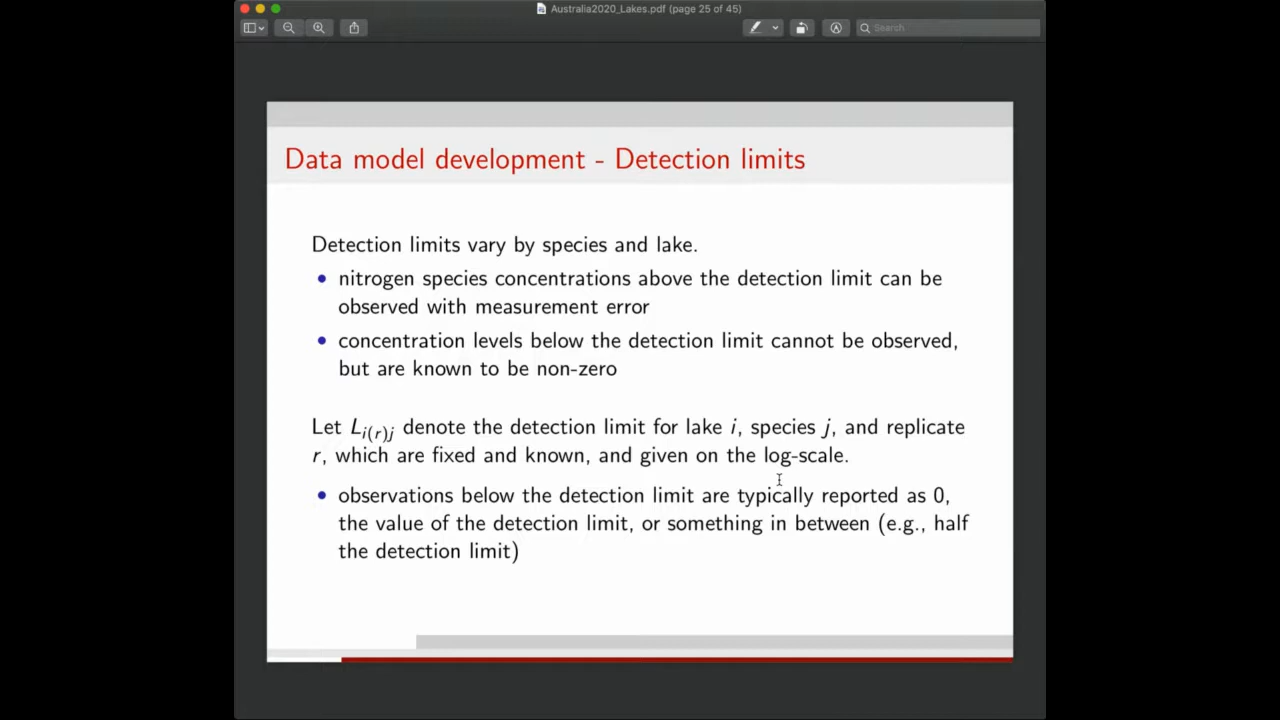 Australia2020_Lakes.pdf (page 25 of 45)
Search
Data model development - Detection limits
Detection limits vary by species and lake.
• nitrogen species concentrations above the detection limit can be
observed with measurement error
• concentration levels below the detection limit cannot be observed,
but are known to be non-zero
Let L_{i(r)j} denote the detection limit for lake i, species j, and replicate
r, which are fixed and known, and given on the log-scale.
• observations below the detection limit are typically reported as 0,
the value of the detection limit, or something in between (e.g., half
the detection limit)